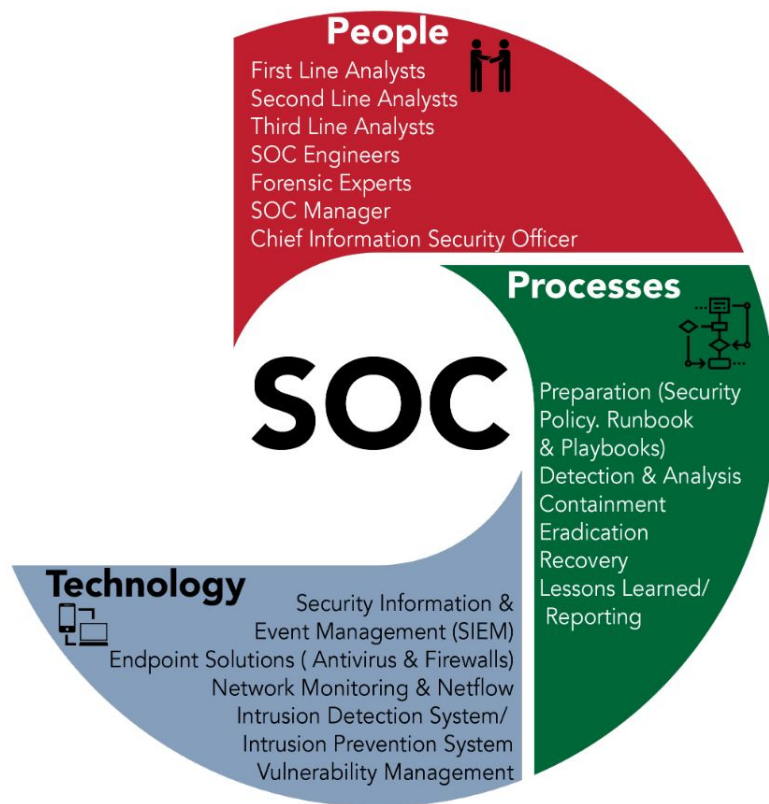 People
First Line Analysts
Second Line Analysts
Third Line Analysts
SOC Engineers
Forensic Experts
SOC Manager
Chief Information Security Officer
Processes
Preparation (Security
Policy. Runbook
& Playbooks)
Detection & Analysis
Containment
Eradication
Recovery
Lessons Learned/
Reporting
SOC
Technology
Security Information &
Event Management (SIEM)
Endpoint Solutions ( Antivirus & Firewalls)
Network Monitoring & Netflow
Intrusion Detection System/
Intrusion Prevention System
Vulnerability Management